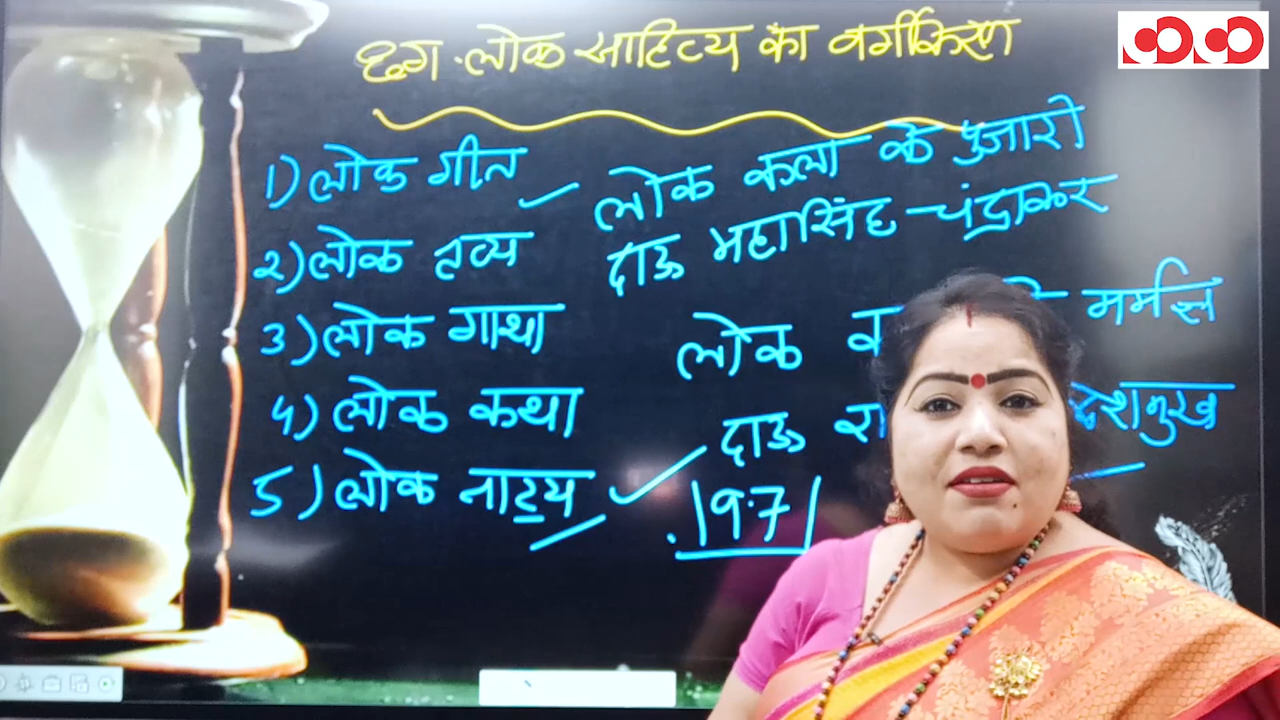 छग. लोक साहित्य का वर्गीकरण
1) लोक गीत
लोक कला के पुजारी
दाऊ महासिंह चंद्राकर
2) लोक नृत्य
3) लोक गाथा
लोक मर्मज्ञ
4) लोक कथा
दाऊ देशमुख
5) लोक नाट्य
1971